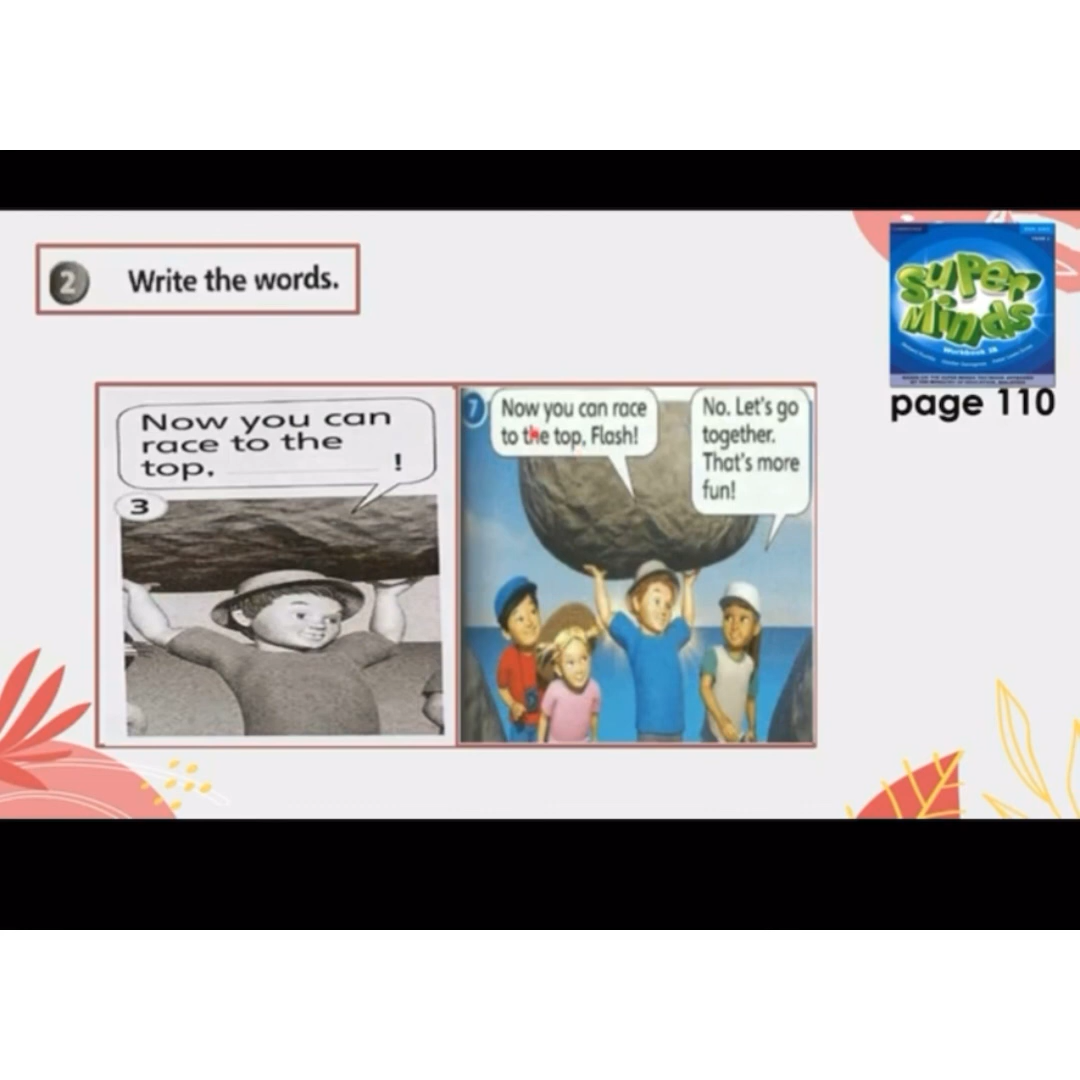 2 Write the words.
Super
Minds
Workbook
page 110
Now you can
race to the
top, !
3
7
Now you can race
to the top, Flash!
No. Let's go
together.
That's more
fun!